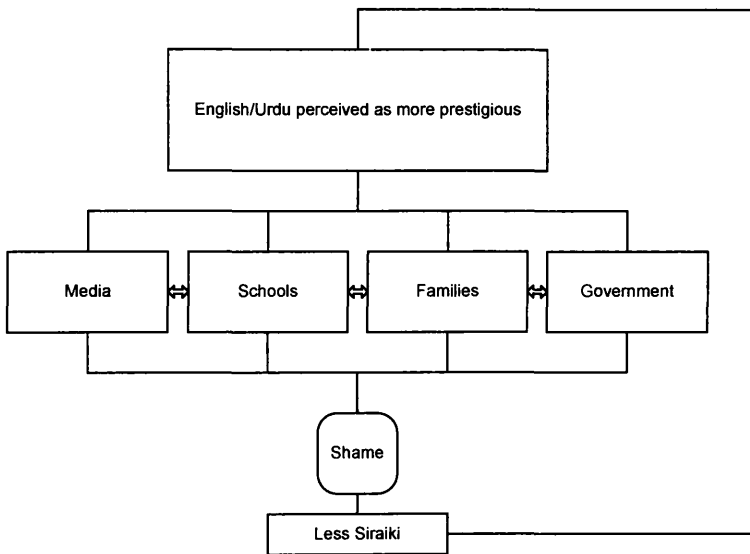 English/Urdu perceived as more prestigious
Media
Schools
Families
Government
Shame
Less Siraiki